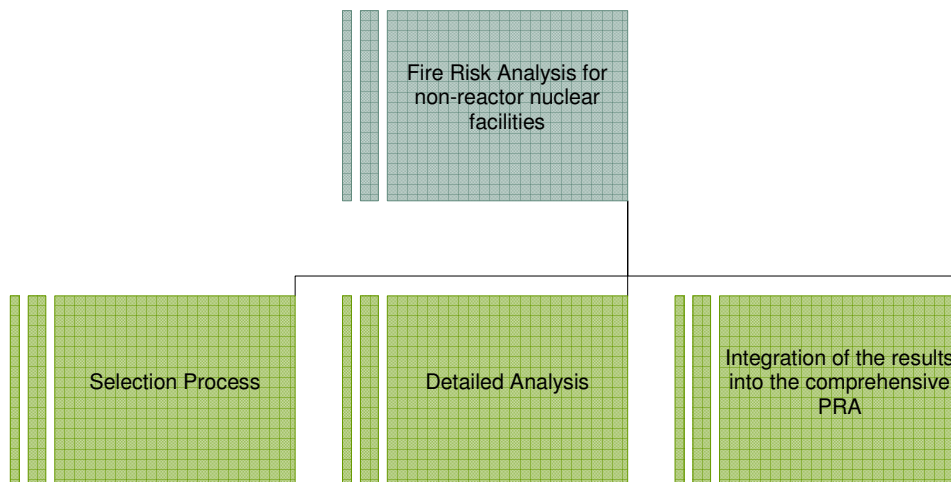 Fire Risk Analysis for
non-reactor nuclear
facilities
Selection Process
Detailed Analysis
Integration of the results
into the comprehensive
PRA